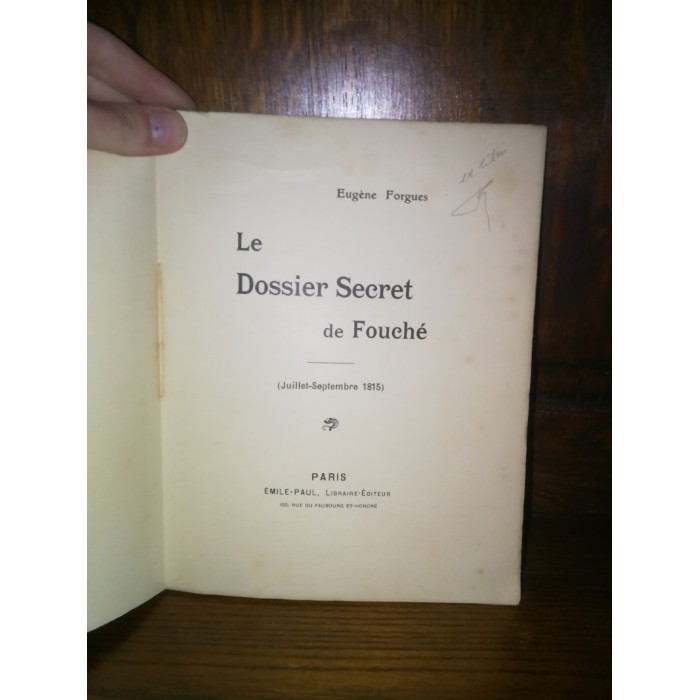 Eugène Forgues
Le
Dossier Secret
de Fouché
(Juillet-Septembre 1815)
PARIS
ÉMILE-PAUL, LIBRAIRE-ÉDITEUR
100, RUE DU FAUBOURG ST-HONORÉ